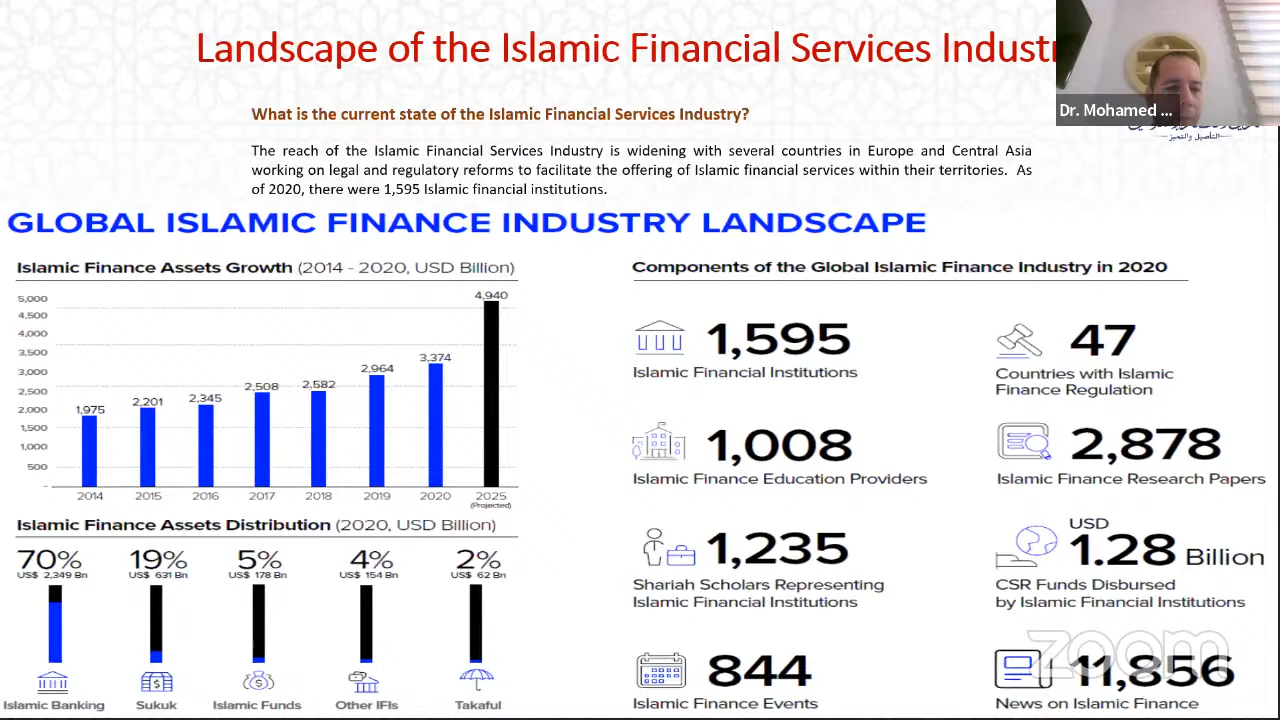 Landscape of the Islamic Financial Services Industr
Dr. Mohamed ...
التأصيل والتميز
What is the current state of the Islamic Financial Services Industry?
The reach of the Islamic Financial Services Industry is widening with several countries in Europe and Central Asia
working on legal and regulatory reforms to facilitate the offering of Islamic financial services within their territories. As
of 2020, there were 1,595 Islamic financial institutions.
GLOBAL ISLAMIC FINANCE INDUSTRY LANDSCAPE
Islamic Finance Assets Growth (2014 - 2020, USD Billion)
5,000
4,500
4,000
3,500
3,000
2,500
2,000
1,500
1,000
500
-
1,975
2,201
2,345
2,508
2,582
2,964
3,374
4,940
2014 2015 2016 2017 2018 2019 2020 2025
(Projected)
Islamic Finance Assets Distribution (2020, USD Billion)
70% 19% 5% 4% 2%
US$ 2,349 Bn US$ 631 Bn US$ 178 Bn US$ 154 Bn US$ 62 Bn
Islamic Banking Sukuk Islamic Funds Other IFIs Takaful
Components of the Global Islamic Finance Industry in 2020
1,595
Islamic Financial Institutions
47
Countries with Islamic
Finance Regulation
1,008
Islamic Finance Education Providers
2,878
Islamic Finance Research Papers
1,235
Shariah Scholars Representing
Islamic Financial Institutions
USD
1.28 Billion
CSR Funds Disbursed
by Islamic Financial Institutions
844
Islamic Finance Events
11,856
News on Islamic Finance
zoom